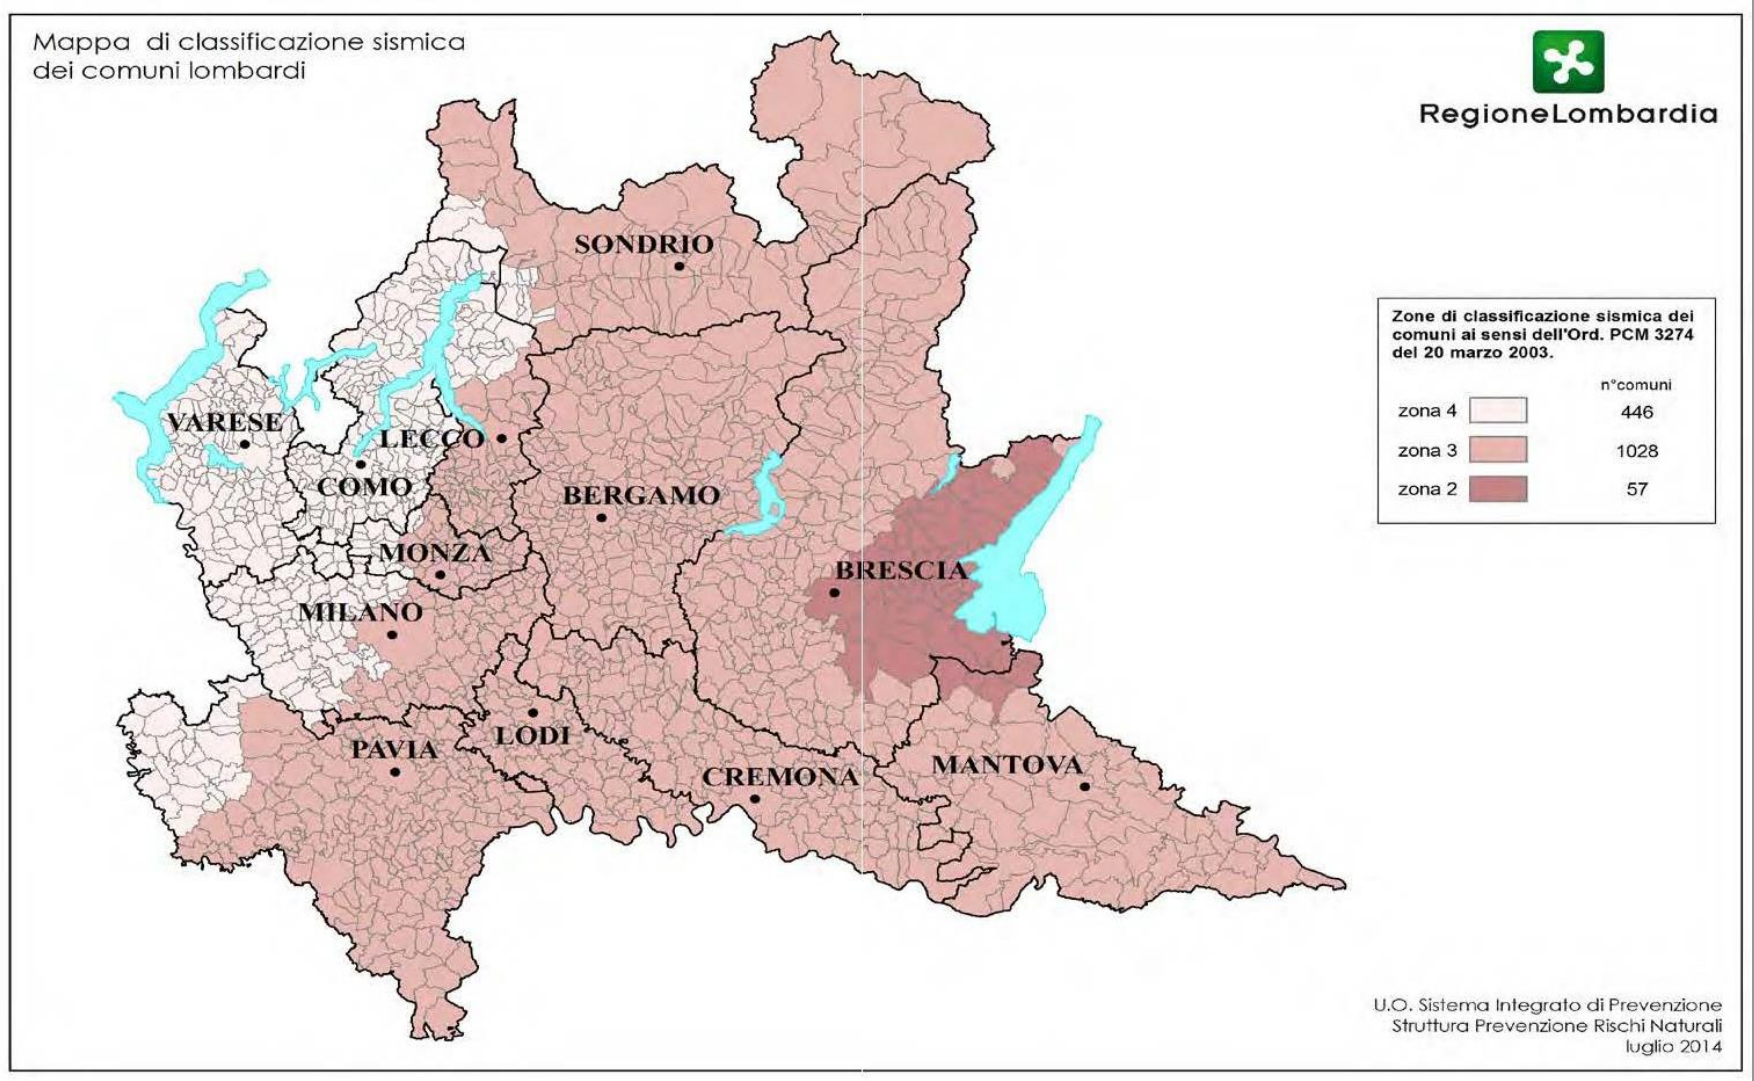 Mappa di classificazione sismica
dei comuni lombardi
RegioneLombardia
SONDRIO
VARESE
LECCO
COMO
BERGAMO
MONZA
BRESCIA
MILANO
PAVIA
LODI
CREMONA
MANTOVA
Zone di classificazione sismica dei
comuni ai sensi dell'Ord. PCM 3274
del 20 marzo 2003.
n°comuni
zona 4 446
zona 3 1028
zona 2 57
U.O. Sistema Integrato di Prevenzione
Struttura Prevenzione Rischi Naturali
luglio 2014